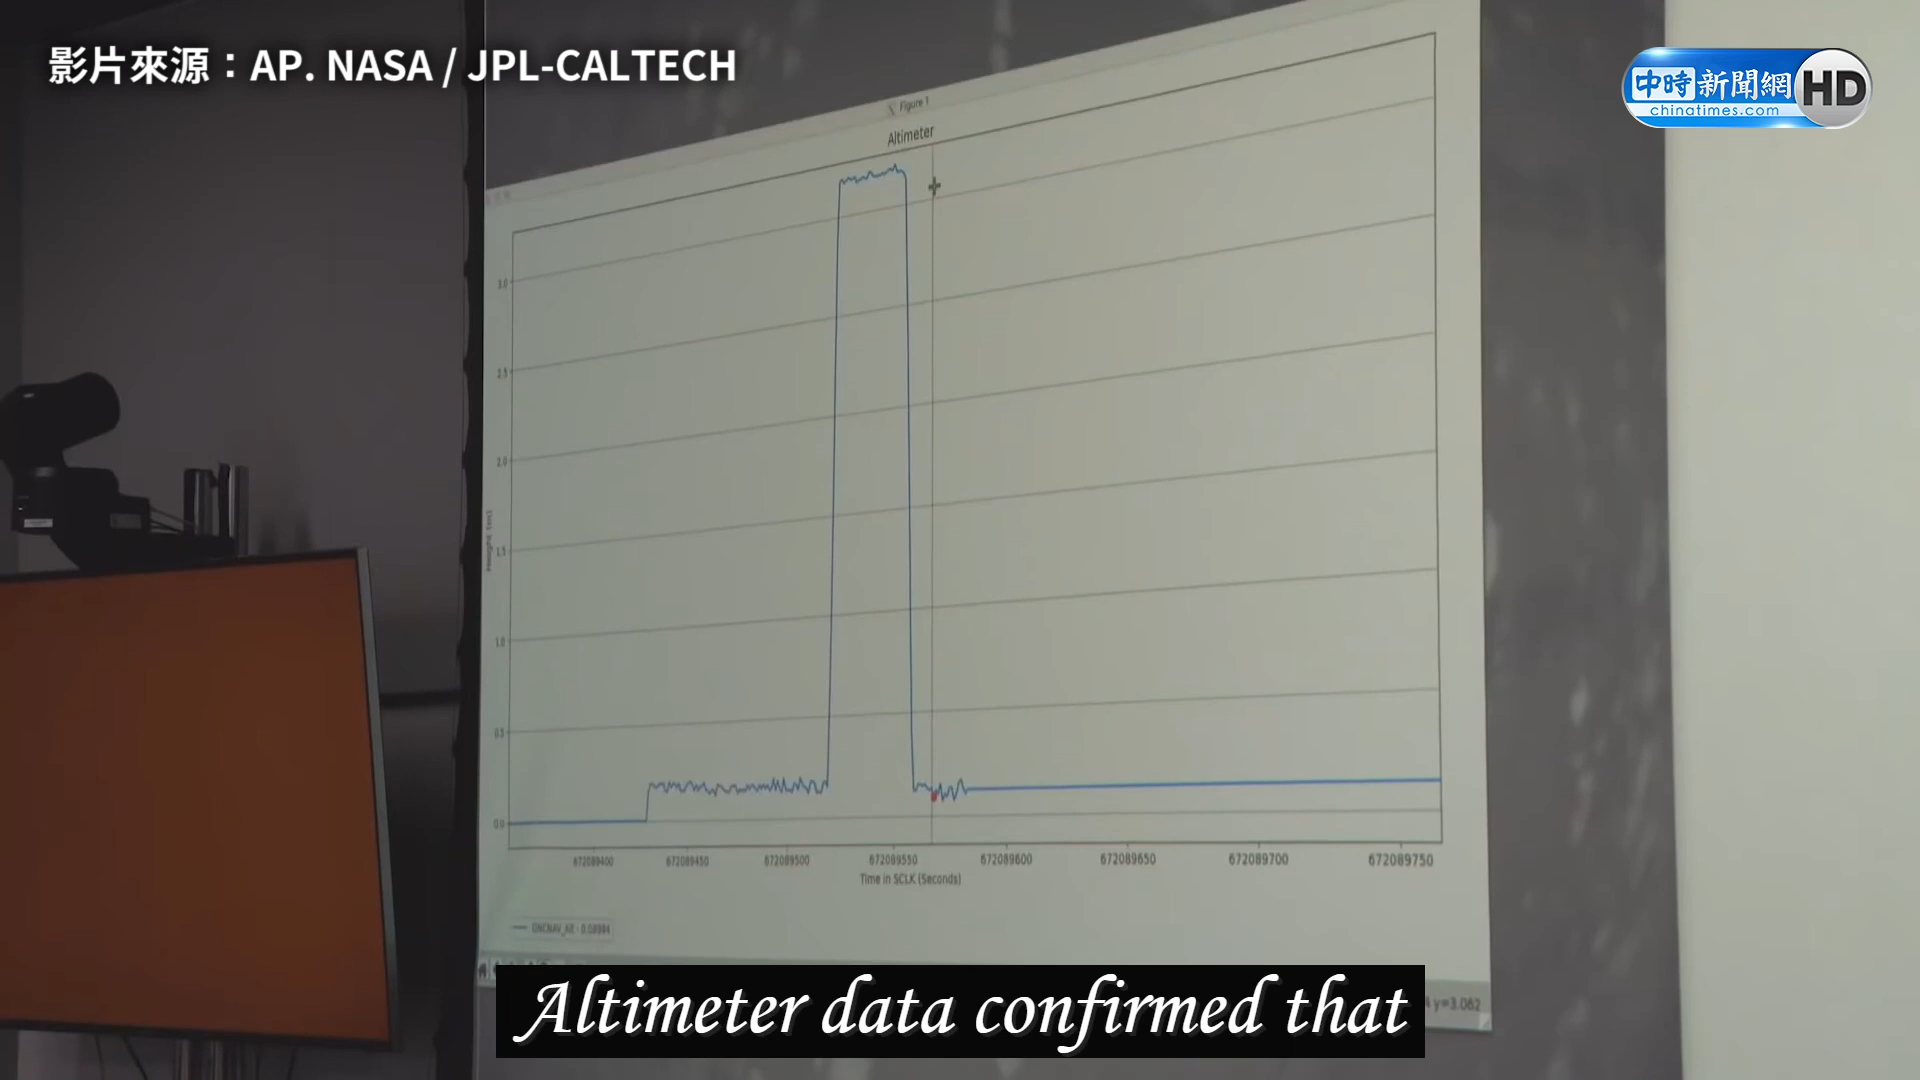 影片來源：AP. NASA / JPL-CALTECH
中時新聞網 HD
chinatimes.com
Figure 1
Altimeter
3.0
2.5
2.0
1.5
1.0
0.5
0.0
672089400 672089450 672089500 672089550 672089600 672089650 672089700 672089750
Time in SCLK (Seconds)
y=3.062
Altimeter data confirmed that